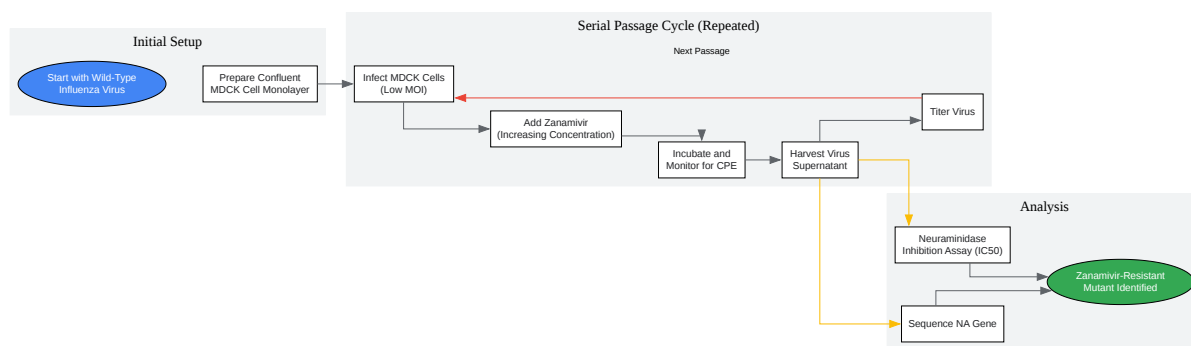 Initial Setup
Start with Wild-Type
Influenza Virus
Prepare Confluent
MDCK Cell Monolayer
Serial Passage Cycle (Repeated)
Next Passage
Infect MDCK Cells
(Low MOI)
Add Zanamivir
(Increasing Concentration)
Incubate and
Monitor for CPE
Harvest Virus
Supernatant
Titer Virus
Analysis
Neuraminidase
Inhibition Assay (IC50)
Sequence NA Gene
Zanamivir-Resistant
Mutant Identified